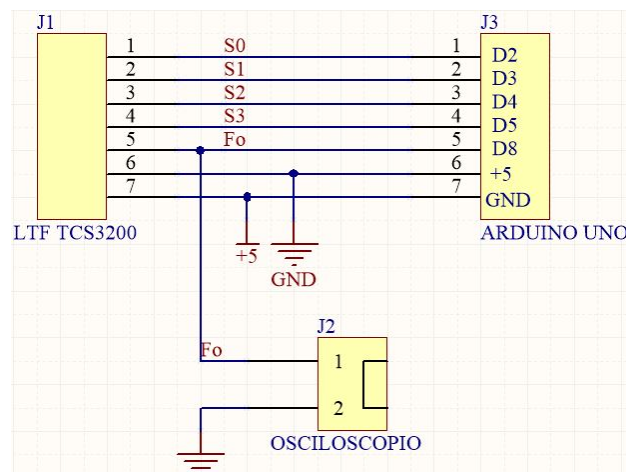 J1
J3
1 S0 1 D2
2 S1 2 D3
3 S2 3 D4
4 S3 4 D5
5 Fo 5 D8
6 6 +5
7 7 GND
LTF TCS3200
ARDUINO UNO
+5
GND
J2
Fo
1
2
OSCILOSCOPIO